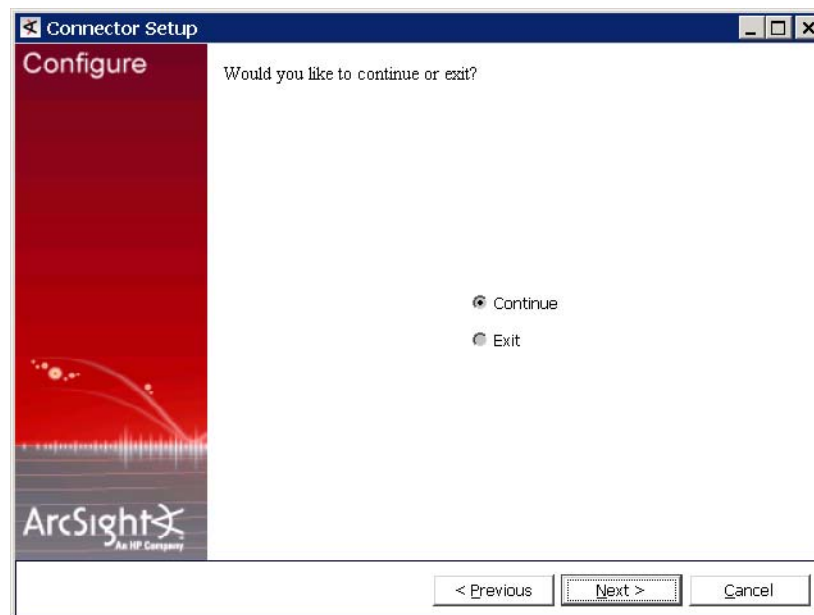 Connector Setup
Configure
Would you like to continue or exit?
Continue
Exit
ArcSight
An HP Company
< Previous
Next >
Cancel